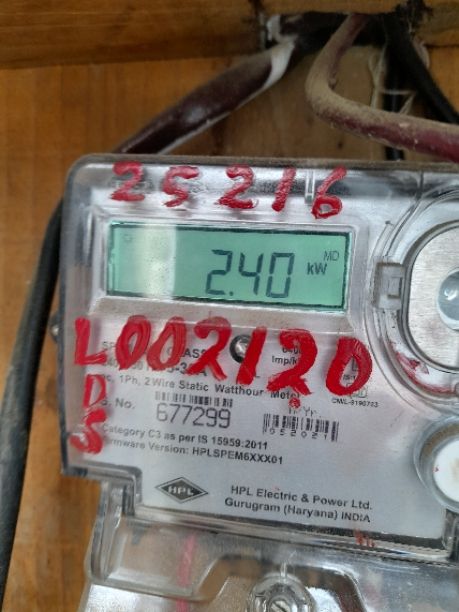 25216
2.40 kW MD
L002120
D
S
1Ph, 2 Wire Static Watthour Meter
S. No. 677299
052021
Category C3 as per IS 15959:2011
Firmware Version: HPLSPEM6XXX01
HPL
HPL Electric & Power Ltd.
Gurugram (Haryana) INDIA